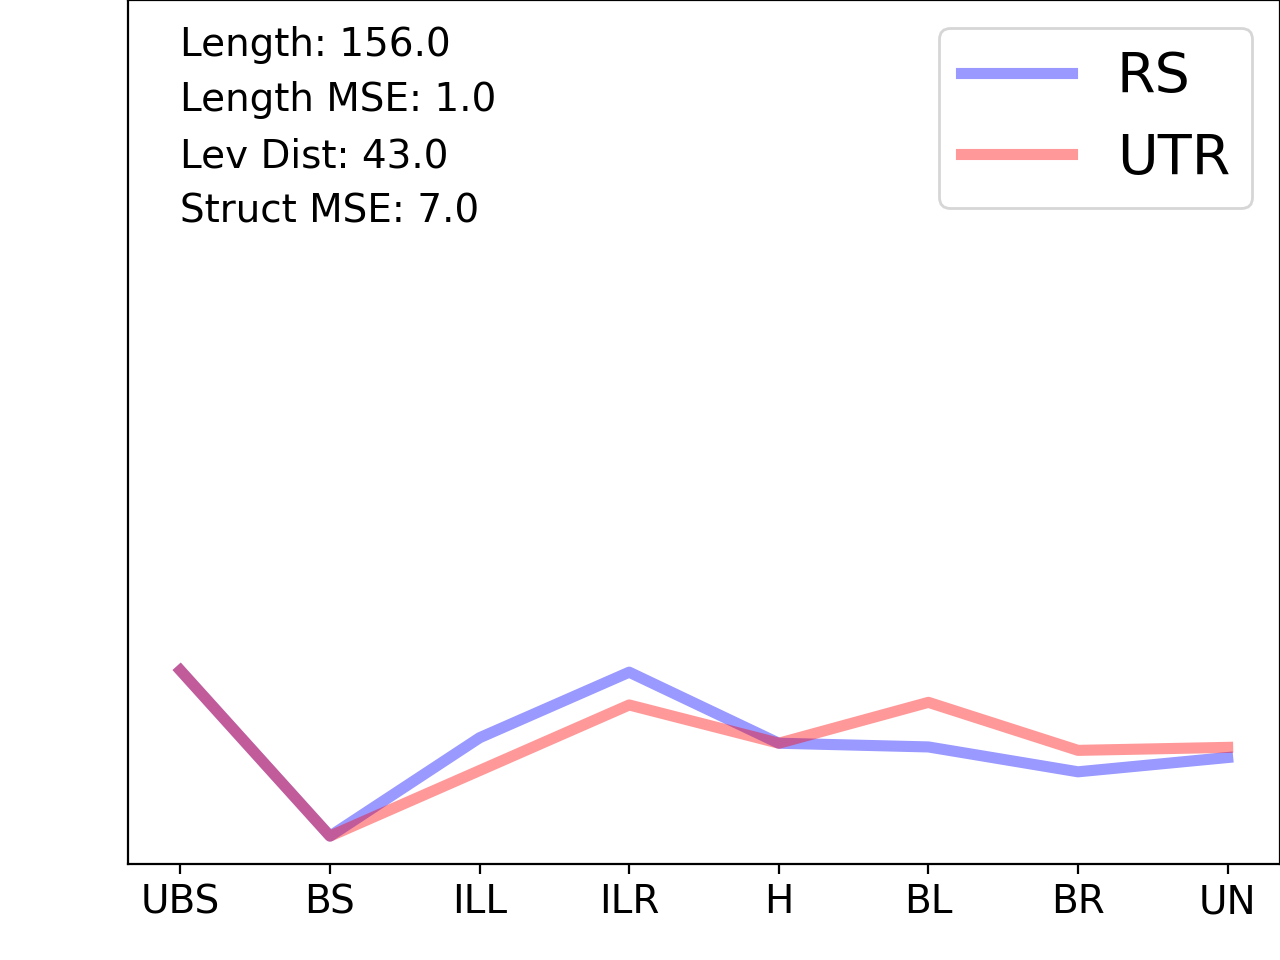 Length: 156.0
Length MSE: 1.0
Lev Dist: 43.0
Struct MSE: 7.0
RS
UTR
UBS BS ILL ILR H BL BR UN